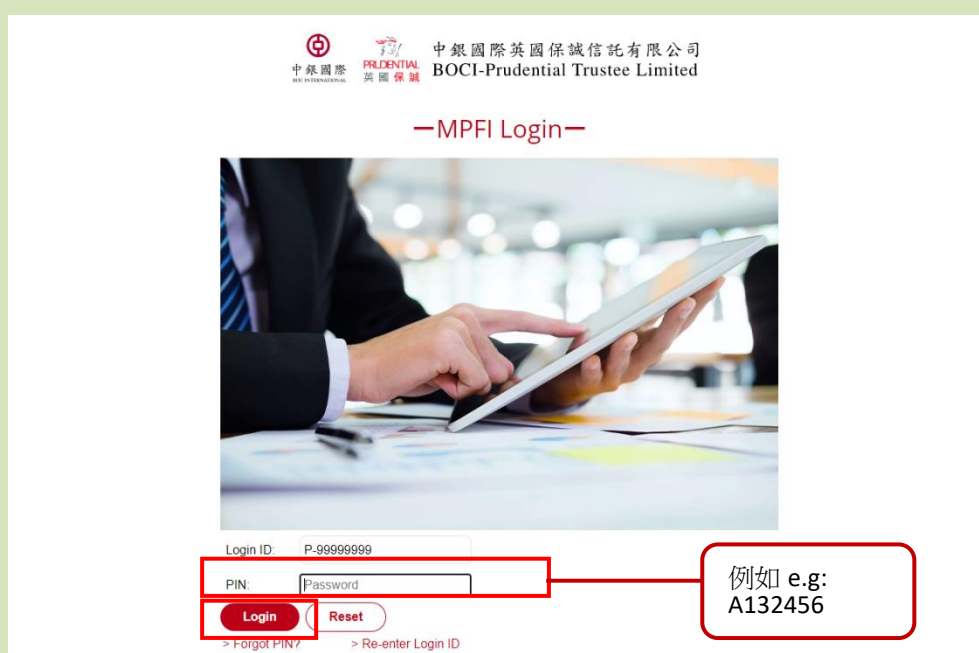 中銀國際
BOC INTERNATIONAL
PRUDENTIAL
英國保誠
中銀國際英國保誠信託有限公司
BOCI-Prudential Trustee Limited
—MPFI Login—
Login ID: P-99999999
PIN: Password
例如 e.g:
A132456
Login Reset
> Forgot PIN? > Re-enter Login ID